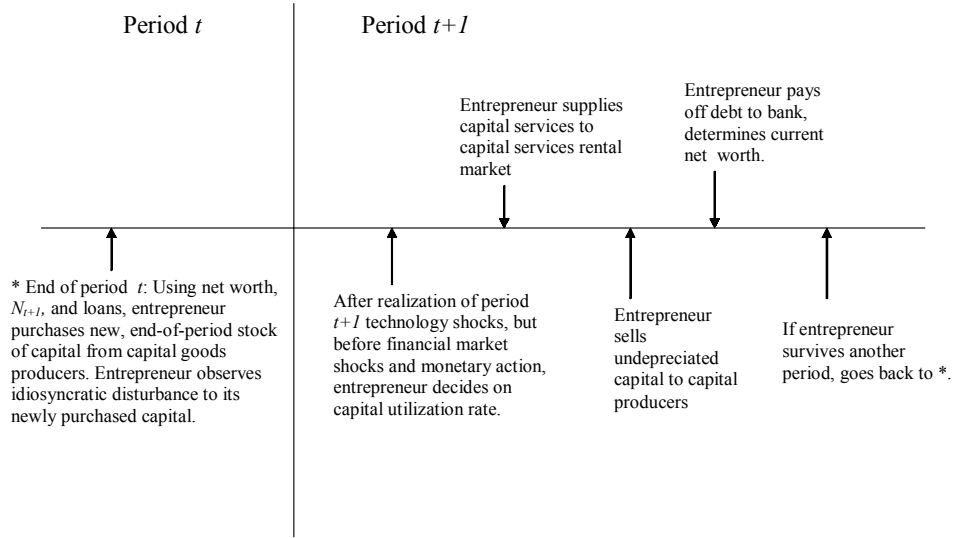 Period t
Period t+1
* End of period t: Using net worth,
N_{t+1}, and loans, entrepreneur
purchases new, end-of-period stock
of capital from capital goods
producers. Entrepreneur observes
idiosyncratic disturbance to its
newly purchased capital.
After realization of period
t+1 technology shocks, but
before financial market
shocks and monetary action,
entrepreneur decides on
capital utilization rate.
Entrepreneur supplies
capital services to
capital services rental
market
Entrepreneur
sells
undepreciated
capital to capital
producers
Entrepreneur pays
off debt to bank,
determines current
net worth.
If entrepreneur
survives another
period, goes back to *.